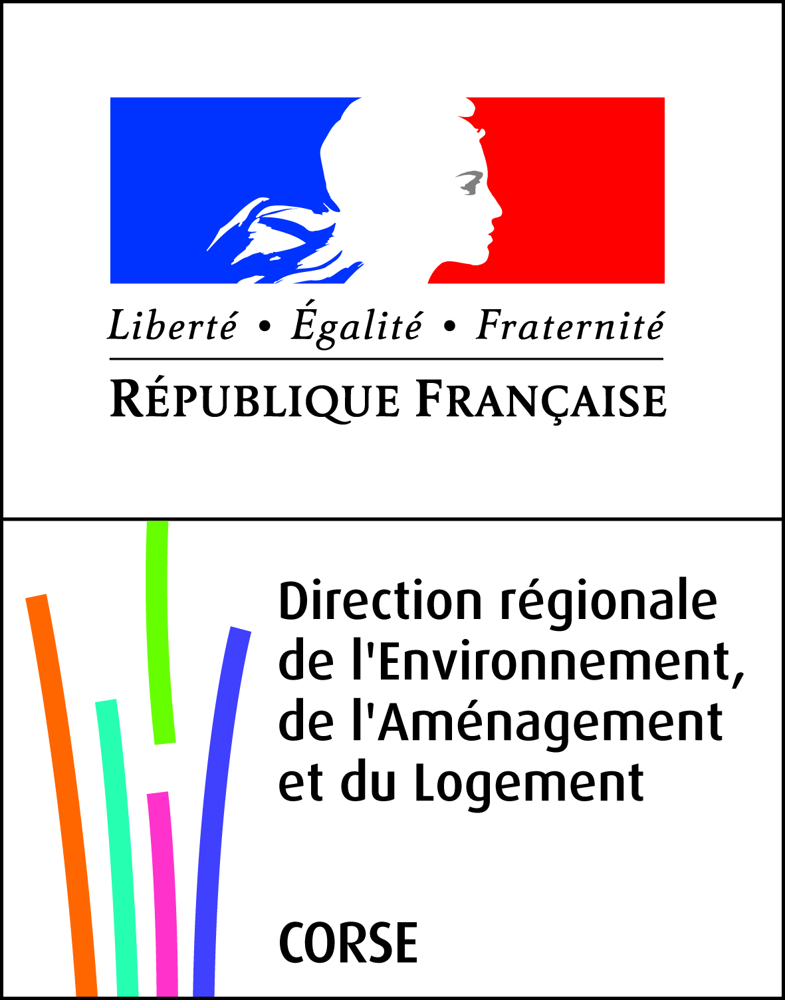 Liberté • Égalité • Fraternité
RÉPUBLIQUE FRANÇAISE
Direction régionale
de l'Environnement,
de l'Aménagement
et du Logement
CORSE